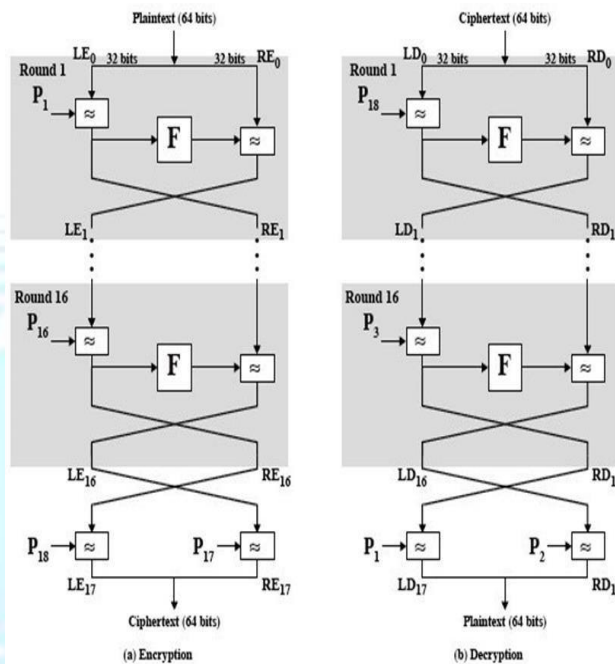 Plaintext (64 bits)
LE0 32 bits 32 bits RE0
Round 1
P1
≈
F
≈
LE1 RE1
Round 16
P16
≈
F
≈
LE16 RE16
P18
≈
P17
≈
LE17 RE17
Ciphertext (64 bits)
(a) Encryption
Ciphertext (64 bits)
LD0 32 bits 32 bits RD0
Round 1
P18
≈
F
≈
LD1 RD1
Round 16
P3
≈
F
≈
LD16 RD1
P1
≈
P2
≈
LD17 RD1
Plaintext (64 bits)
(b) Decryption